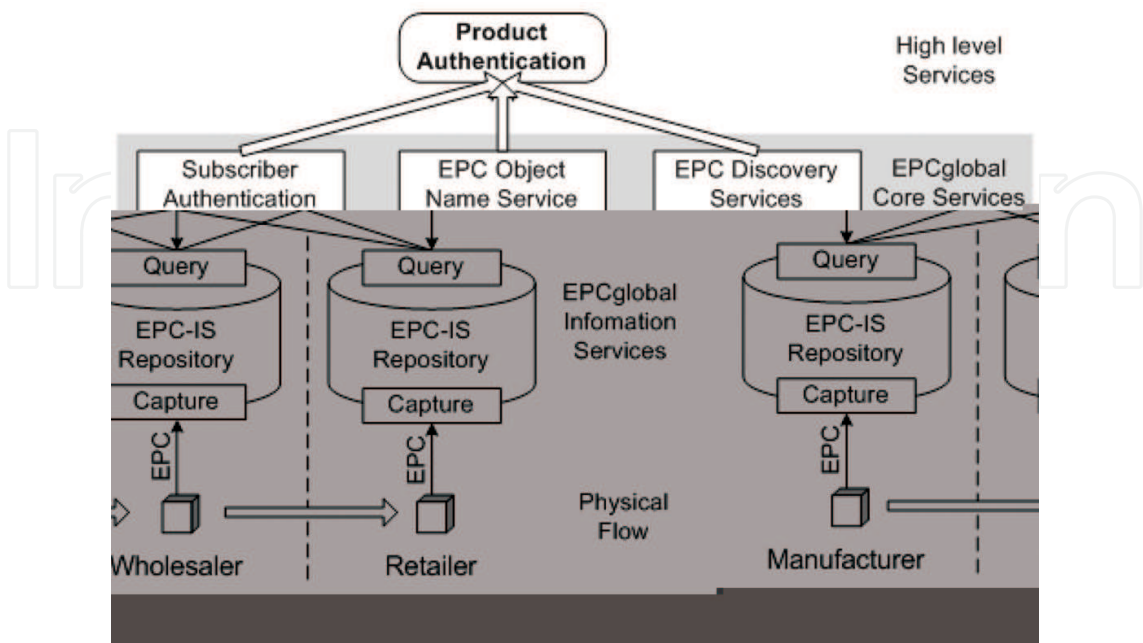 Product
Authentication
High level
Services
Subscriber
Authentication
EPC Object
Name Service
EPC Discovery
Services
EPCglobal
Core Services
Query
Query
Query
EPC-IS
Repository
EPC-IS
Repository
EPCglobal
Infomation
Services
EPC-IS
Repository
Capture
Capture
Capture
EPC
EPC
EPC
Physical
Flow
Wholesaler
Retailer
Manufacturer